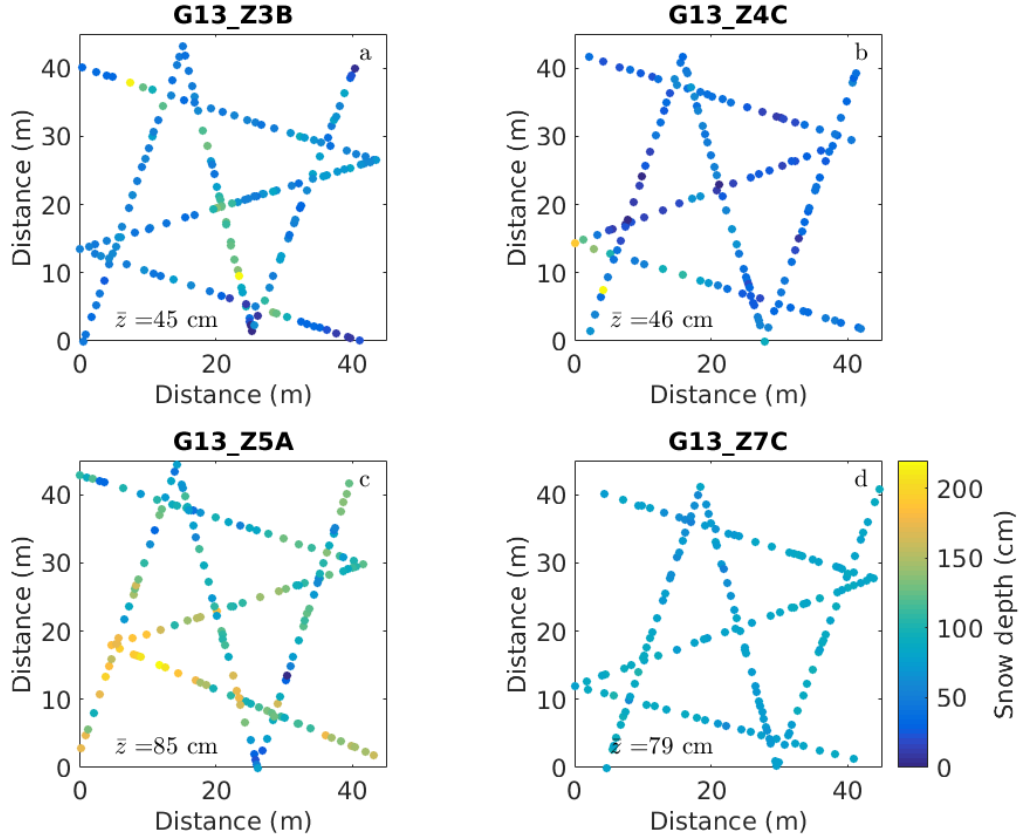 G13_Z3B
a
40
30
20
10
0
Distance (m)
z̄ =45 cm
0 20 40
Distance (m)
G13_Z4C
b
40
30
20
10
0
Distance (m)
z̄ =46 cm
0 20 40
Distance (m)
G13_Z5A
c
40
30
20
10
0
Distance (m)
z̄ =85 cm
0 20 40
Distance (m)
G13_Z7C
d
40
30
20
10
0
Distance (m)
z̄ =79 cm
0 20 40
Distance (m)
200
150
100
50
0
Snow depth (cm)